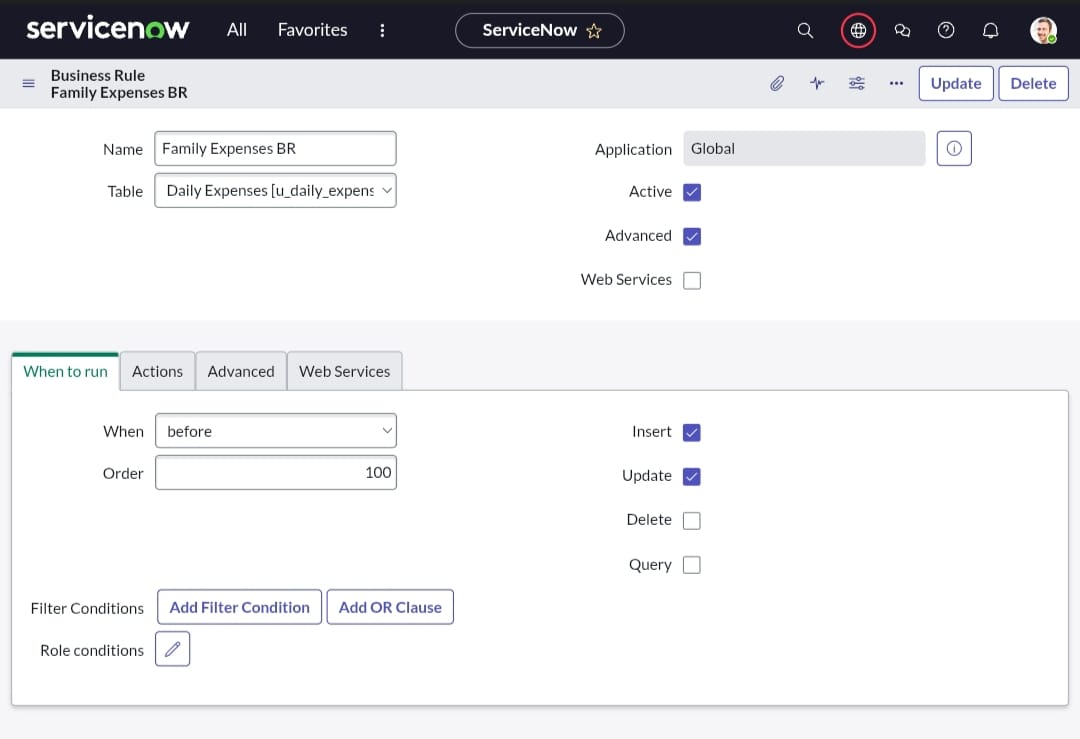 servicenow All Favorites ServiceNow
Business Rule
Family Expenses BR
Update Delete
Name Family Expenses BR Application Global
Table Daily Expenses [u_daily_expens Active
Advanced
Web Services
When to run Actions Advanced Web Services
When before Insert
Order 100 Update
Delete
Query
Filter Conditions Add Filter Condition Add OR Clause
Role conditions